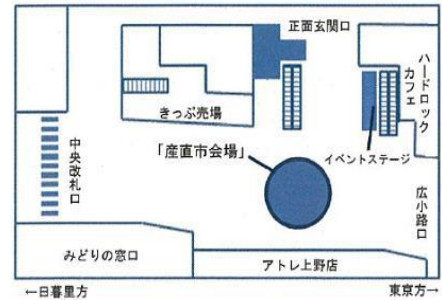 正面玄関口
ハードロック
カフェ
きっぷ売場
中央改札口
「産直市会場」
イベントステージ
広小路口
みどりの窓口
アトレ上野店
←日暮里方
東京方→